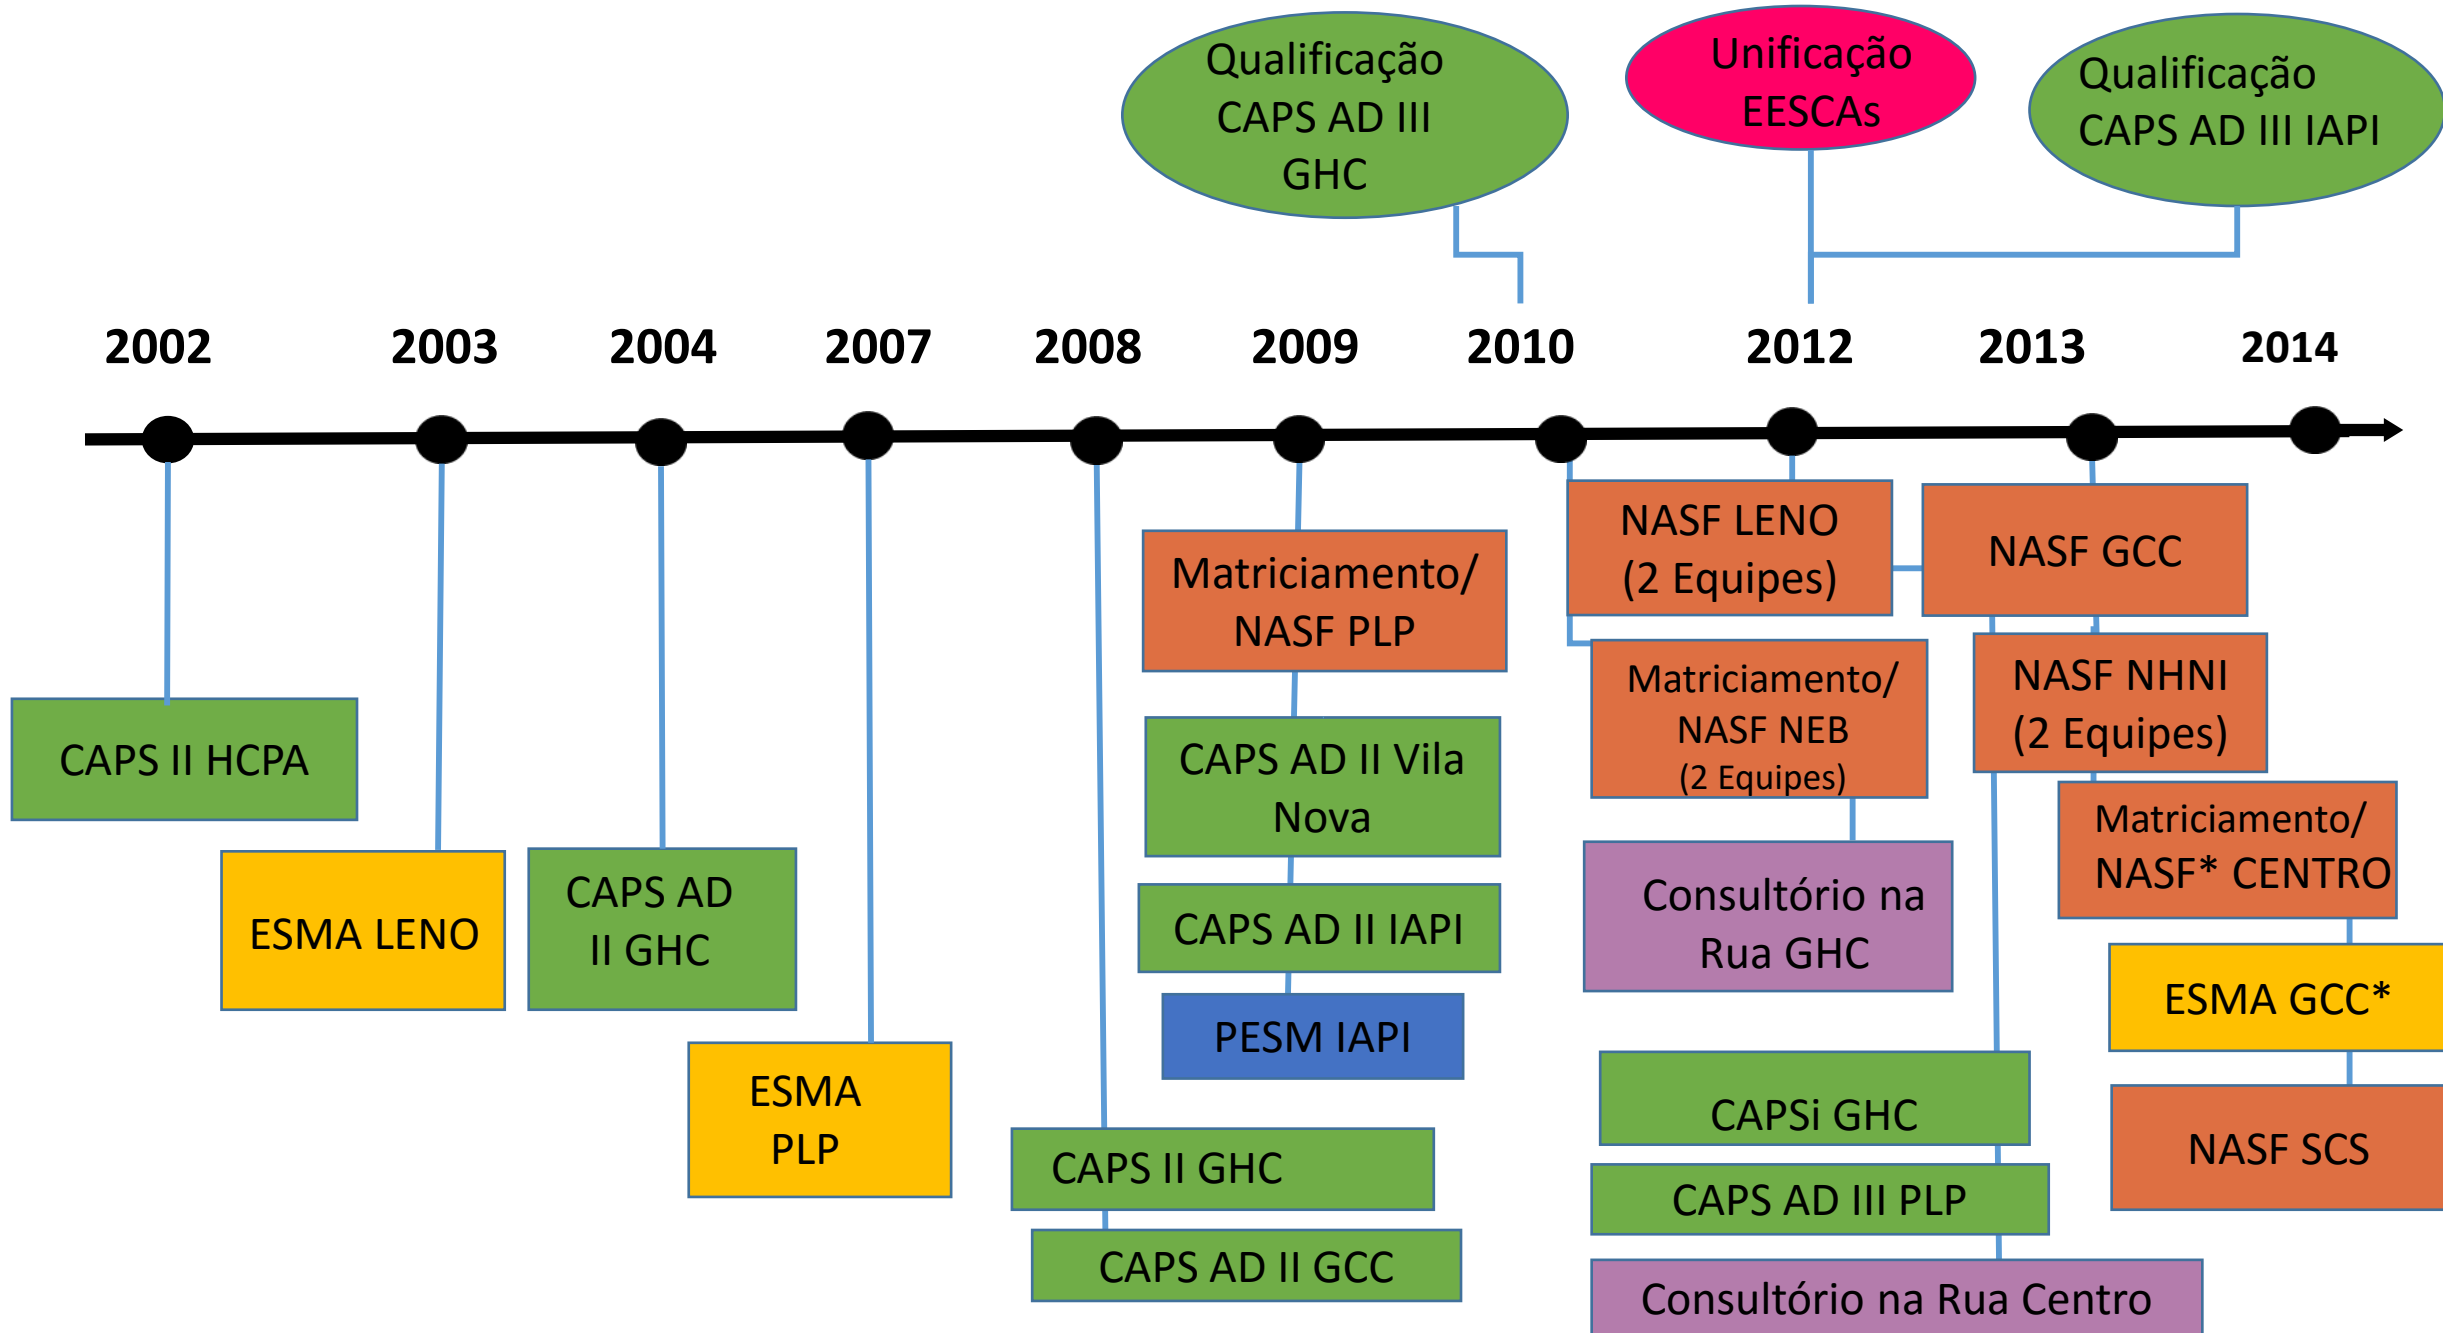 Qualificação
CAPS AD III
GHC
Unificação
EESCAs
Qualificação
CAPS AD III IAPI
2002
2003
2004
2007
2008
2009
2010
2012
2013
2014
CAPS II HCPA
ESMA LENO
CAPS AD
II GHC
ESMA
PLP
CAPS II GHC
CAPS AD II GCC
Matriciamento/
NASF PLP
CAPS AD II Vila
Nova
CAPS AD II IAPI
PESM IAPI
NASF LENO
(2 Equipes)
Matriciamento/
NASF NEB
(2 Equipes)
Consultório na
Rua GHC
NASF GCC
NASF NHNI
(2 Equipes)
Matriciamento/
NASF* CENTRO
ESMA GCC*
NASF SCS
CAPSi GHC
CAPS AD III PLP
Consultório na Rua Centro